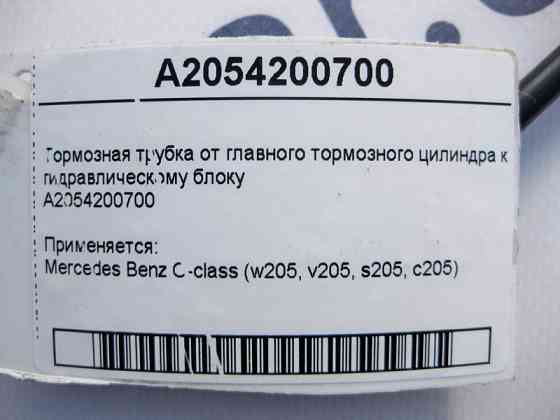 A2054200700
Тормозная трубка от главного тормозного цилиндра к
гидравлическому блоку
A2054200700
Применяется:
Mercedes Benz C-class (w205, v205, s205, c205)